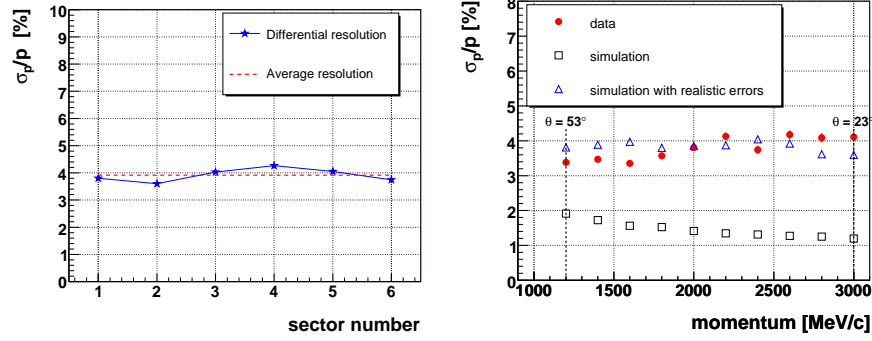 σp/p [%]
10
9
8
7
6
5
4
3
2
1
0
Differential resolution
Average resolution
1 2 3 4 5 6
sector number
σp/p [%]
8
7
6
5
4
3
2
1
0
data
simulation
simulation with realistic errors
θ = 53°
θ = 23°
1000 1500 2000 2500 3000
momentum [MeV/c]